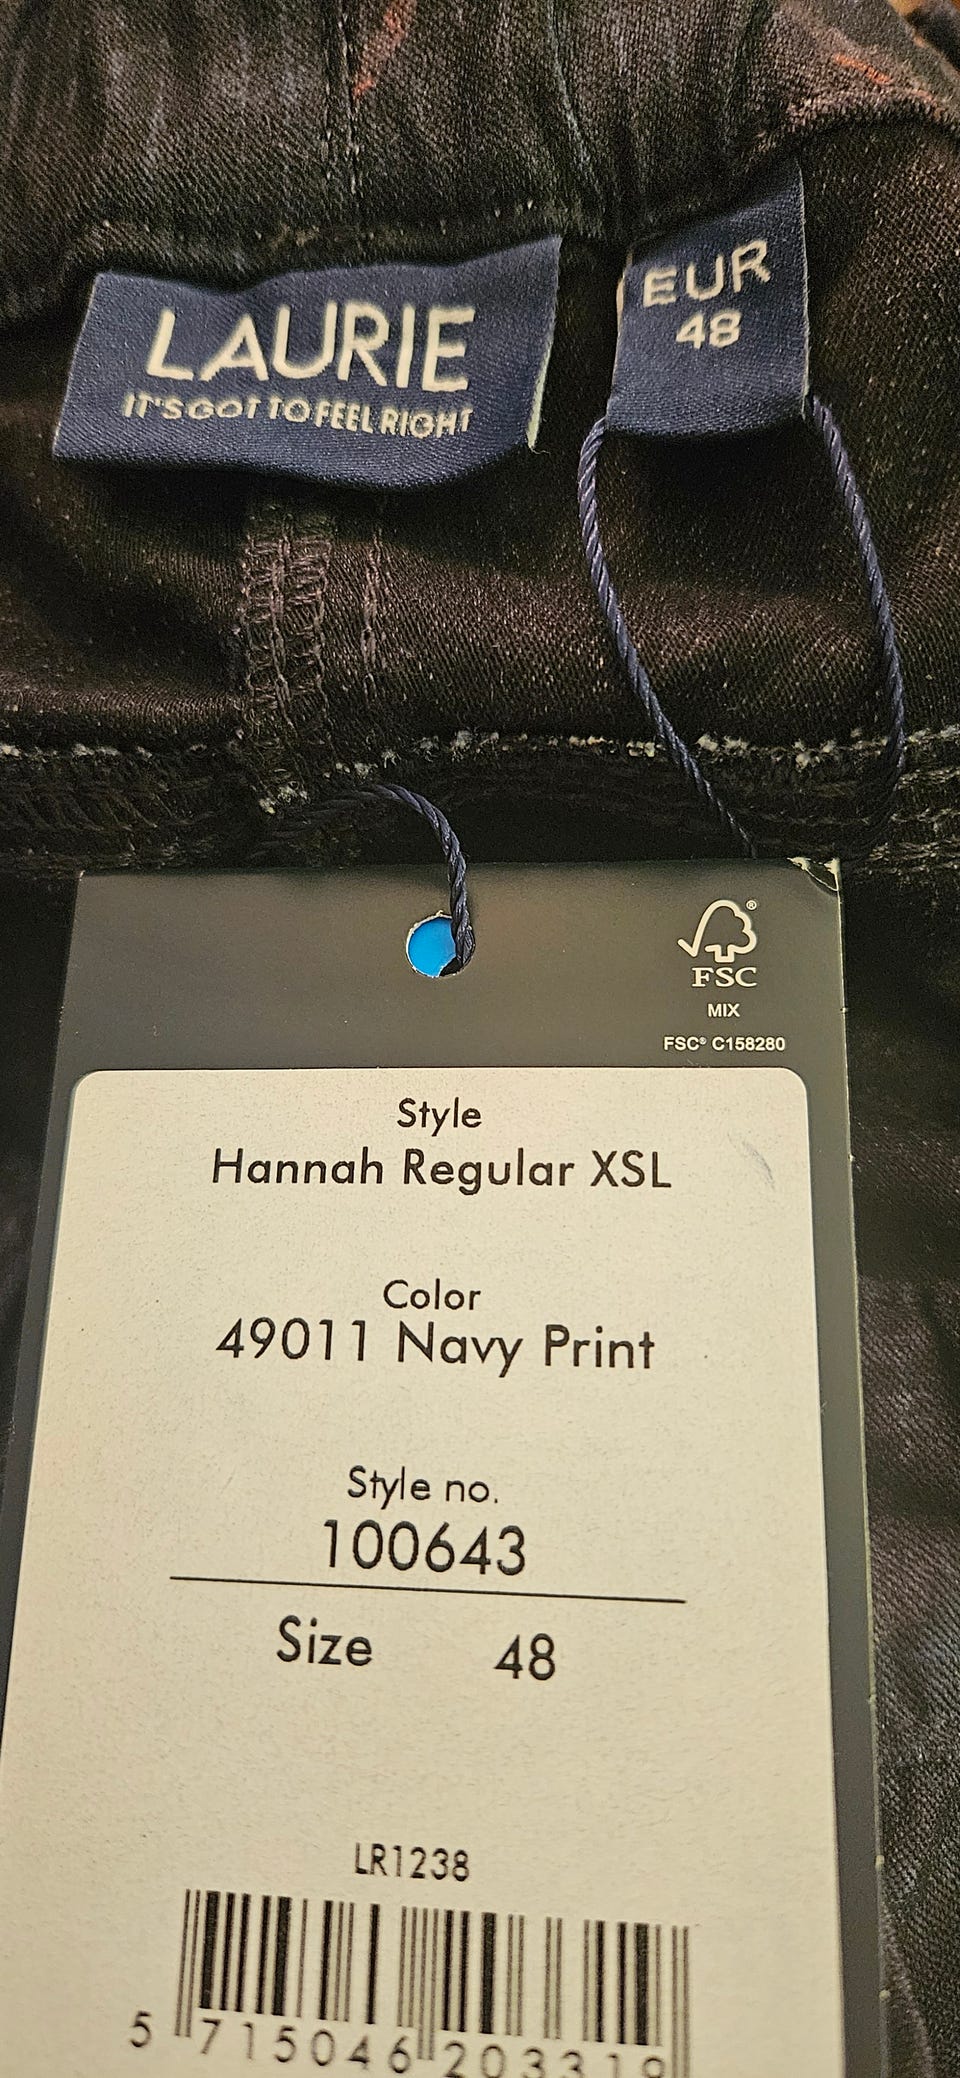 LAURIE
IT'S GOT TO FEEL RIGHT
EUR
48
FSC®
MIX
FSC® C158280
Style
Hannah Regular XSL
Color
49011 Navy Print
Style no.
100643
Size 48
LR1238
5 715046 203319